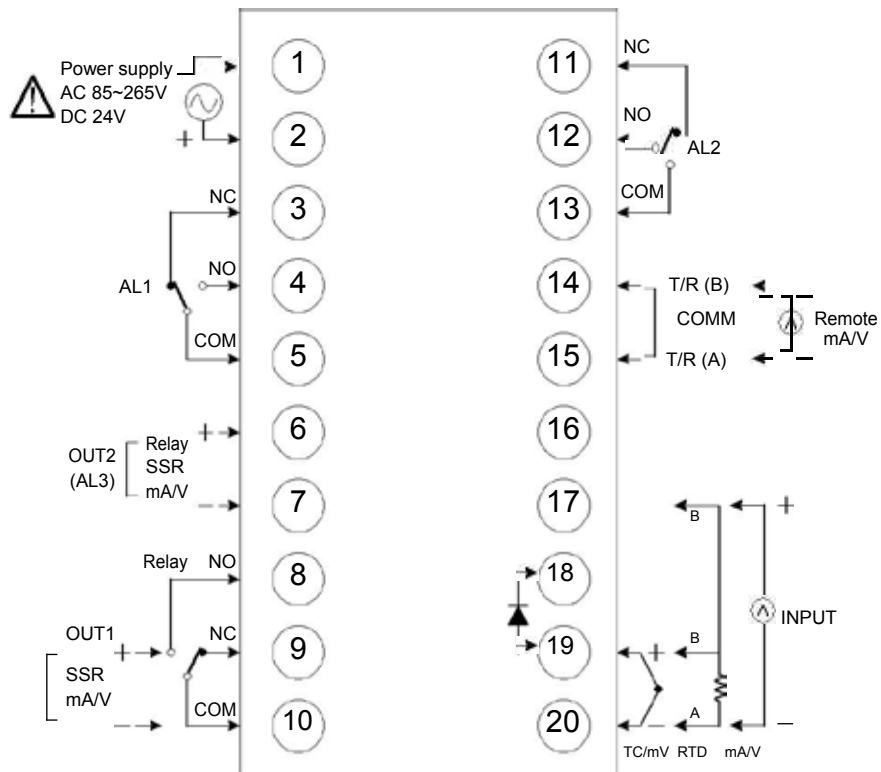 Power supply
AC 85~265V
DC 24V
+
1
2
NC
3
AL1
NO
4
COM
5
+
6
OUT2
(AL3)
Relay
SSR
mA/V
7
Relay
NO
8
OUT1
+
NC
9
SSR
mA/V
COM
10
NC
11
NO
12
AL2
COM
13
14
T/R (B)
COMM
Remote
mA/V
15
T/R (A)
16
17
B
+
18
INPUT
19
+
B
20
–
A
–
TC/mV RTD mA/V